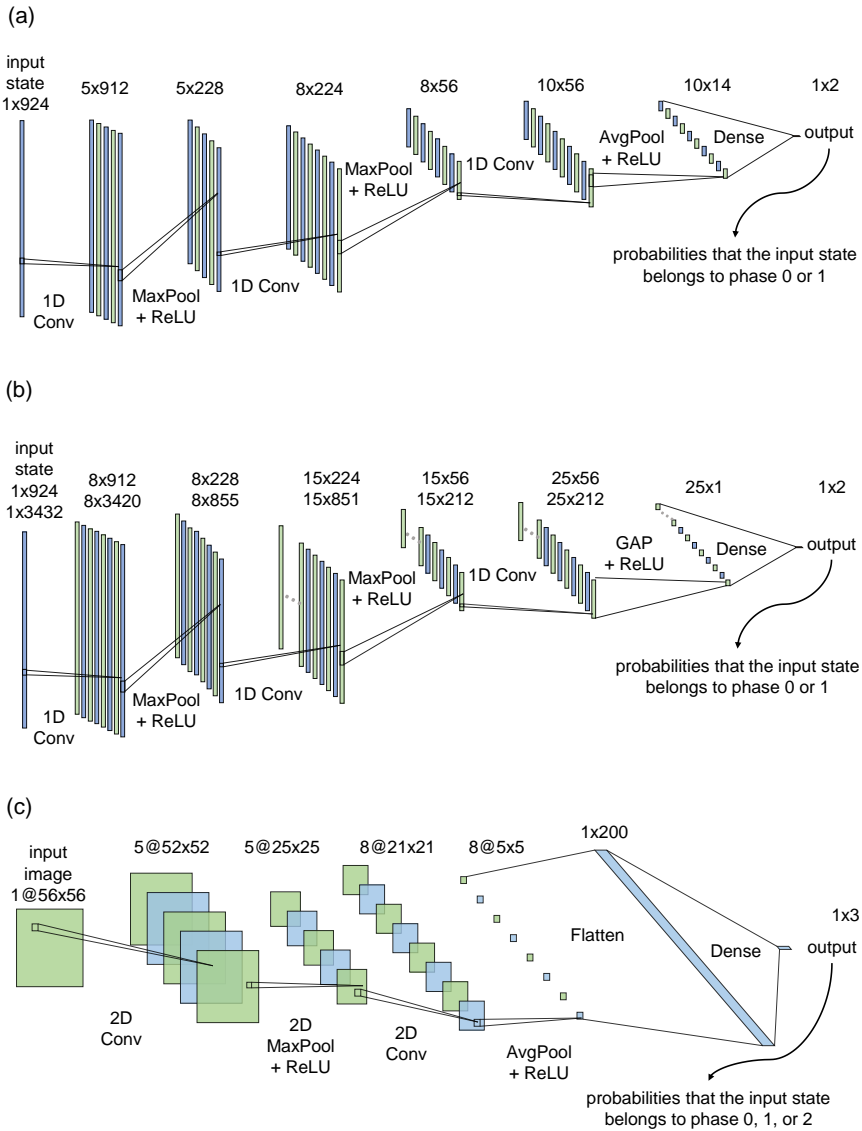 (a)
input
state
1x924
5x912
5x228
8x224
8x56
10x56
10x14
1x2
1D
Conv
MaxPool
+ ReLU
1D Conv
MaxPool
+ ReLU
1D Conv
AvgPool
+ ReLU
Dense
output
probabilities that the input state
belongs to phase 0 or 1
(b)
input
state
1x924
1x3432
8x912
8x3420
8x228
8x855
15x224
15x851
15x56
15x212
25x56
25x212
25x1
1x2
1D
Conv
MaxPool
+ ReLU
1D Conv
MaxPool
+ ReLU
1D Conv
GAP
+ ReLU
Dense
output
probabilities that the input state
belongs to phase 0 or 1
(c)
input
image
1@56x56
5@52x52
5@25x25
8@21x21
8@5x5
1x200
1x3
2D
Conv
2D
MaxPool
+ ReLU
2D
Conv
AvgPool
+ ReLU
Flatten
Dense
output
probabilities that the input state
belongs to phase 0, 1, or 2